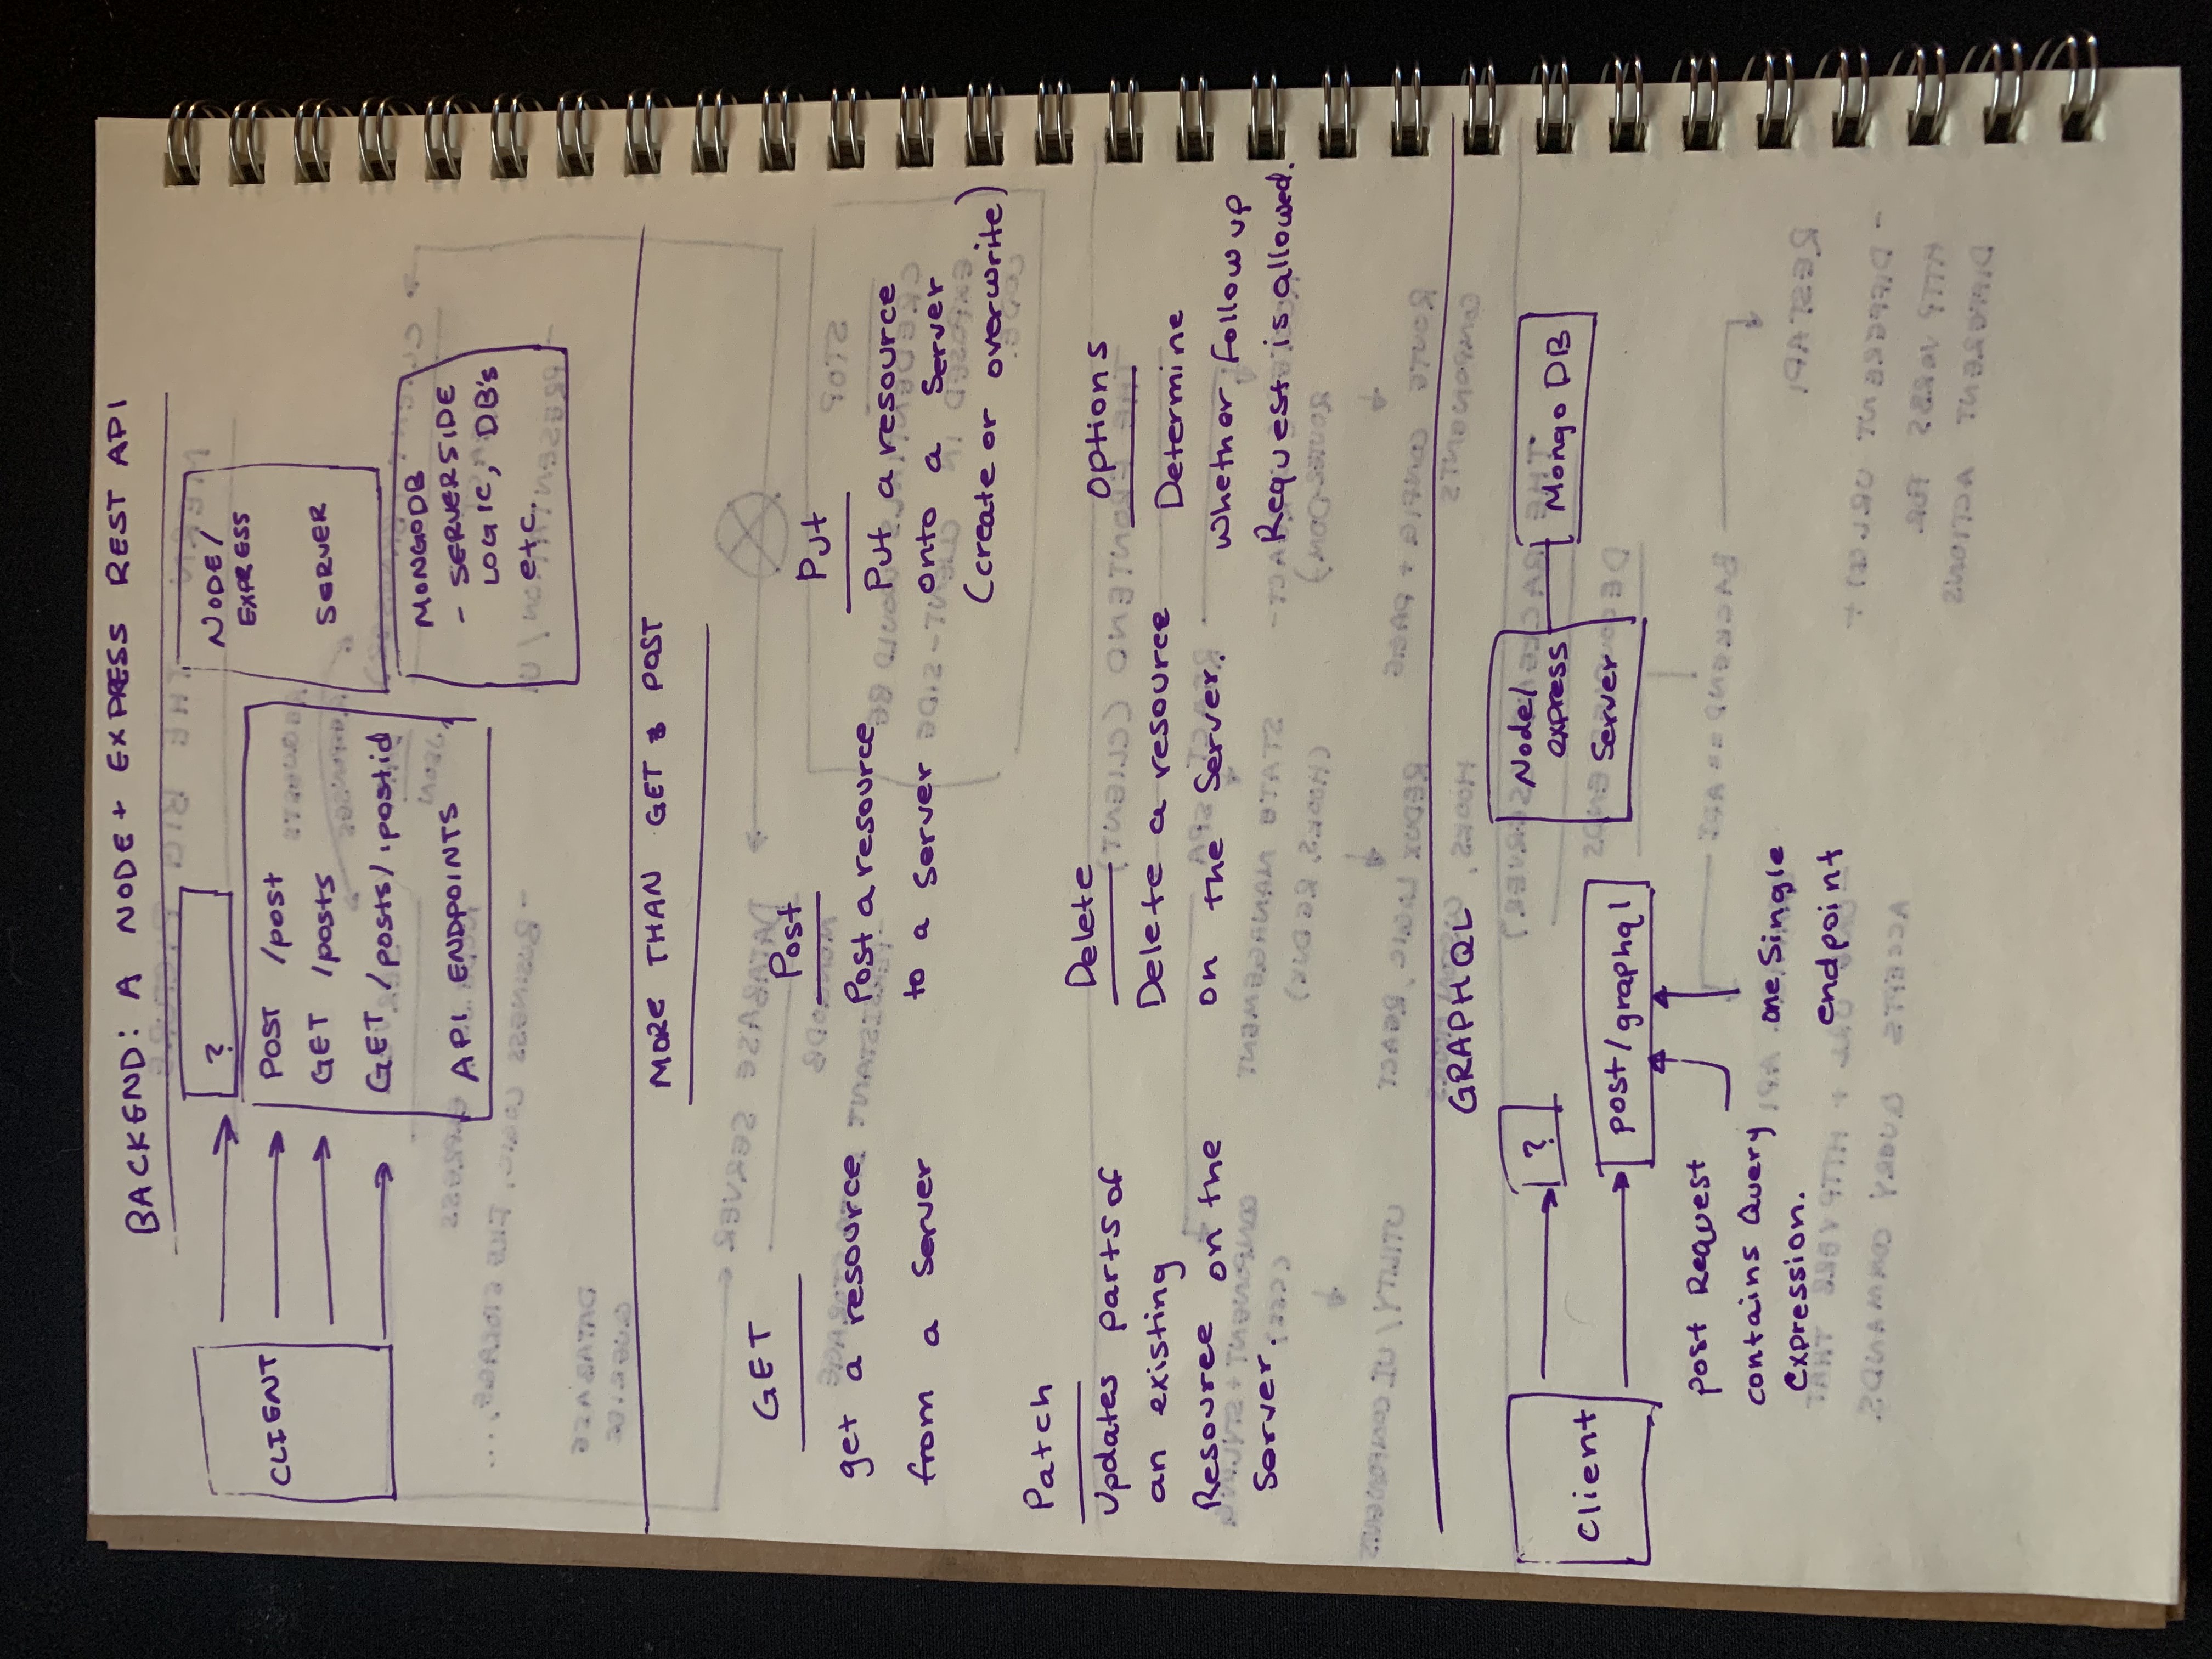 BACKEND: A NODE + EXPRESS REST API
CLIENT
?
POST /post
GET /posts
GET /posts/:postid
API ENDPOINTS
NODE/
EXPRESS
SERVER
MONGODB
- SERVERSIDE
LOGIC, DB's
etc.
MORE THAN GET & POST
GET
get a resource
from a server
Post
Post a resource
to a server
Put
Put a resource
onto a server
(create or overwrite)
Patch
Updates parts of
an existing
Resource on the
Server.
Delete
Delete a resource
on the Server.
Options
Determine
whether follow up
Request is allowed.
GRAPHQL
Client
?
post/graphql
Node/
express
Server
Mongo DB
post Request
contains Query
Expression.
one Single
endpoint